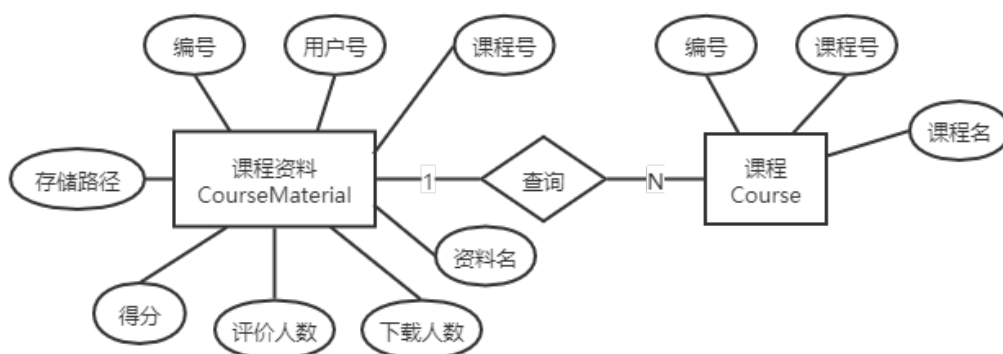 编号
用户号
课程号
编号
课程号
课程名
存储路径
课程资料
CourseMaterial
1
查询
N
课程
Course
资料名
得分
评价人数
下载人数